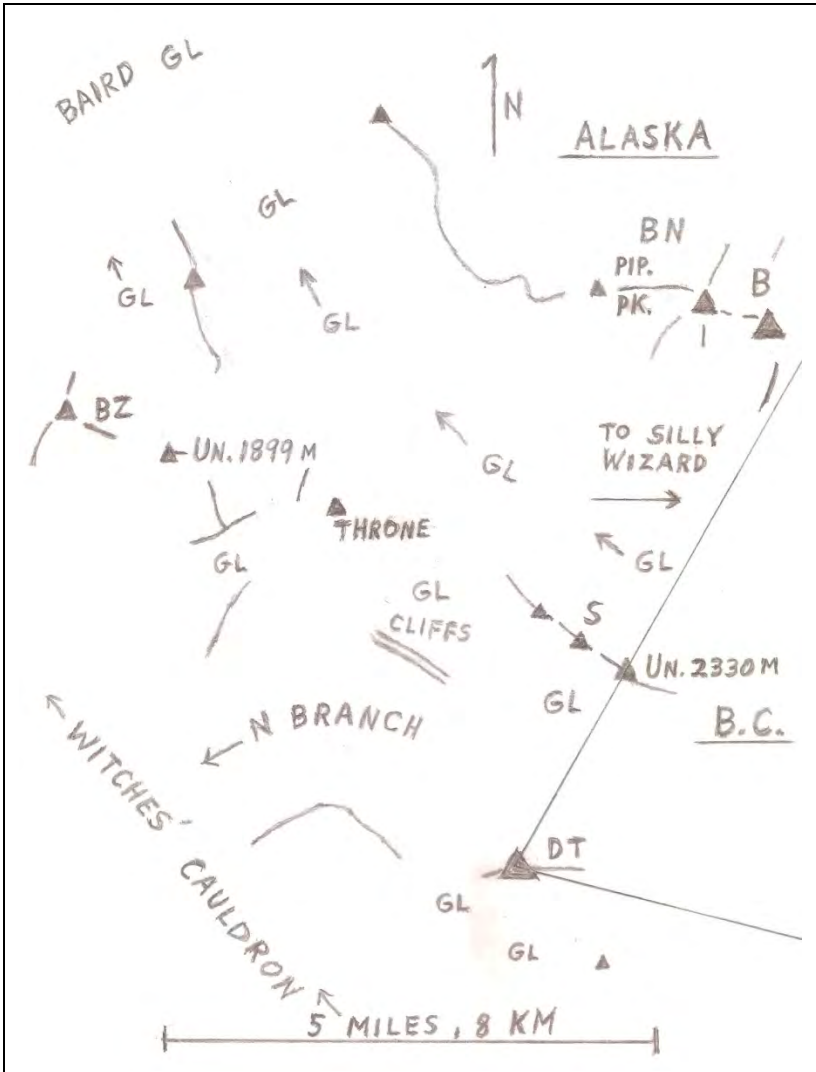 BAIRD GL
N
ALASKA
GL
BN
PIP.
PK.
B
GL
GL
BZ
UN. 1899 M
GL
TO SILLY
WIZARD
THRONE
GL
GL
GL
CLIFFS
S
UN. 2330 M
GL
B.C.
N BRANCH
WITCHES' CAULDRON
DT
GL
GL
5 MILES, 8 KM